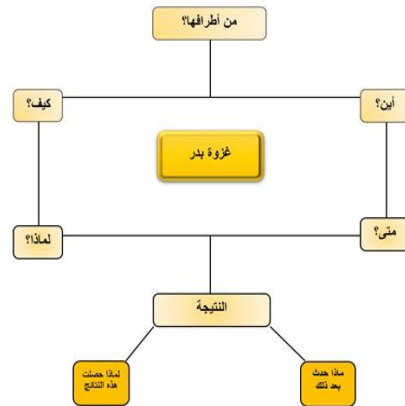 من أطرافها؟
أين؟
كيف؟
غزوة بدر
متى؟
لماذا؟
النتيجة
ماذا حدث
بعد ذلك
لماذا حصلت
هذه النتائج